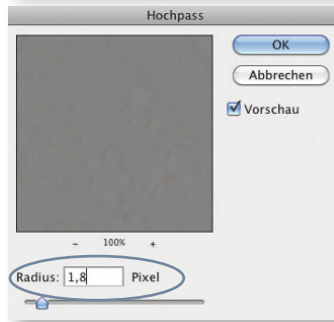 Hochpass
OK
Abbrechen
Vorschau
- 100% +
Radius: 1,8 Pixel